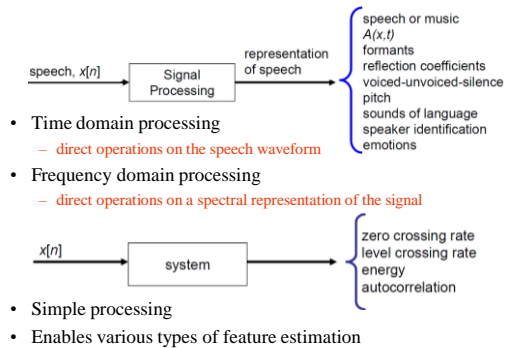 speech or music
A(x,t)
formants
reflection coefficients
voiced-unvoiced-silence
pitch
sounds of language
speaker identification
emotions
representation
of speech
speech, x[n]
Signal
Processing
• Time domain processing
– direct operations on the speech waveform
• Frequency domain processing
– direct operations on a spectral representation of the signal
x[n]
system
zero crossing rate
level crossing rate
energy
autocorrelation
• Simple processing
• Enables various types of feature estimation